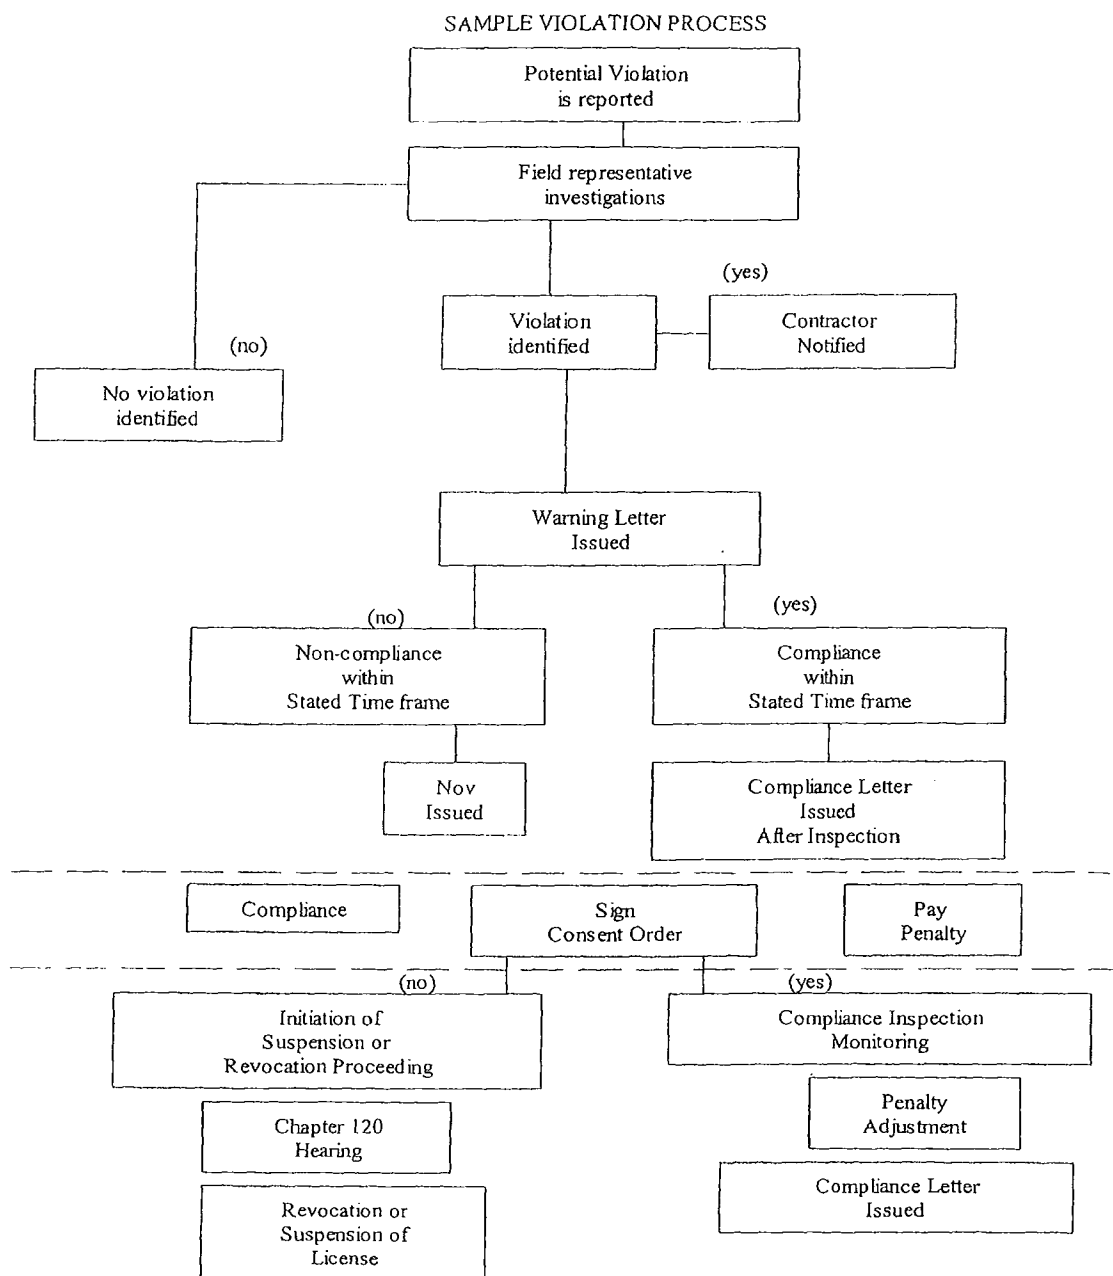 SAMPLE VIOLATION PROCESS
Potential Violation
is reported
Field representative
investigations
(yes)
Violation
identified
Contractor
Notified
(no)
No violation
identified
Warning Letter
Issued
(no)
(yes)
Non-compliance
within
Stated Time frame
Compliance
within
Stated Time frame
Nov
Issued
Compliance Letter
Issued
After Inspection
Compliance
Sign
Consent Order
Pay
Penalty
(no)
(yes)
Initiation of
Suspension or
Revocation Proceeding
Compliance Inspection
Monitoring
Chapter 120
Hearing
Penalty
Adjustment
Revocation or
Suspension of
License
Compliance Letter
Issued